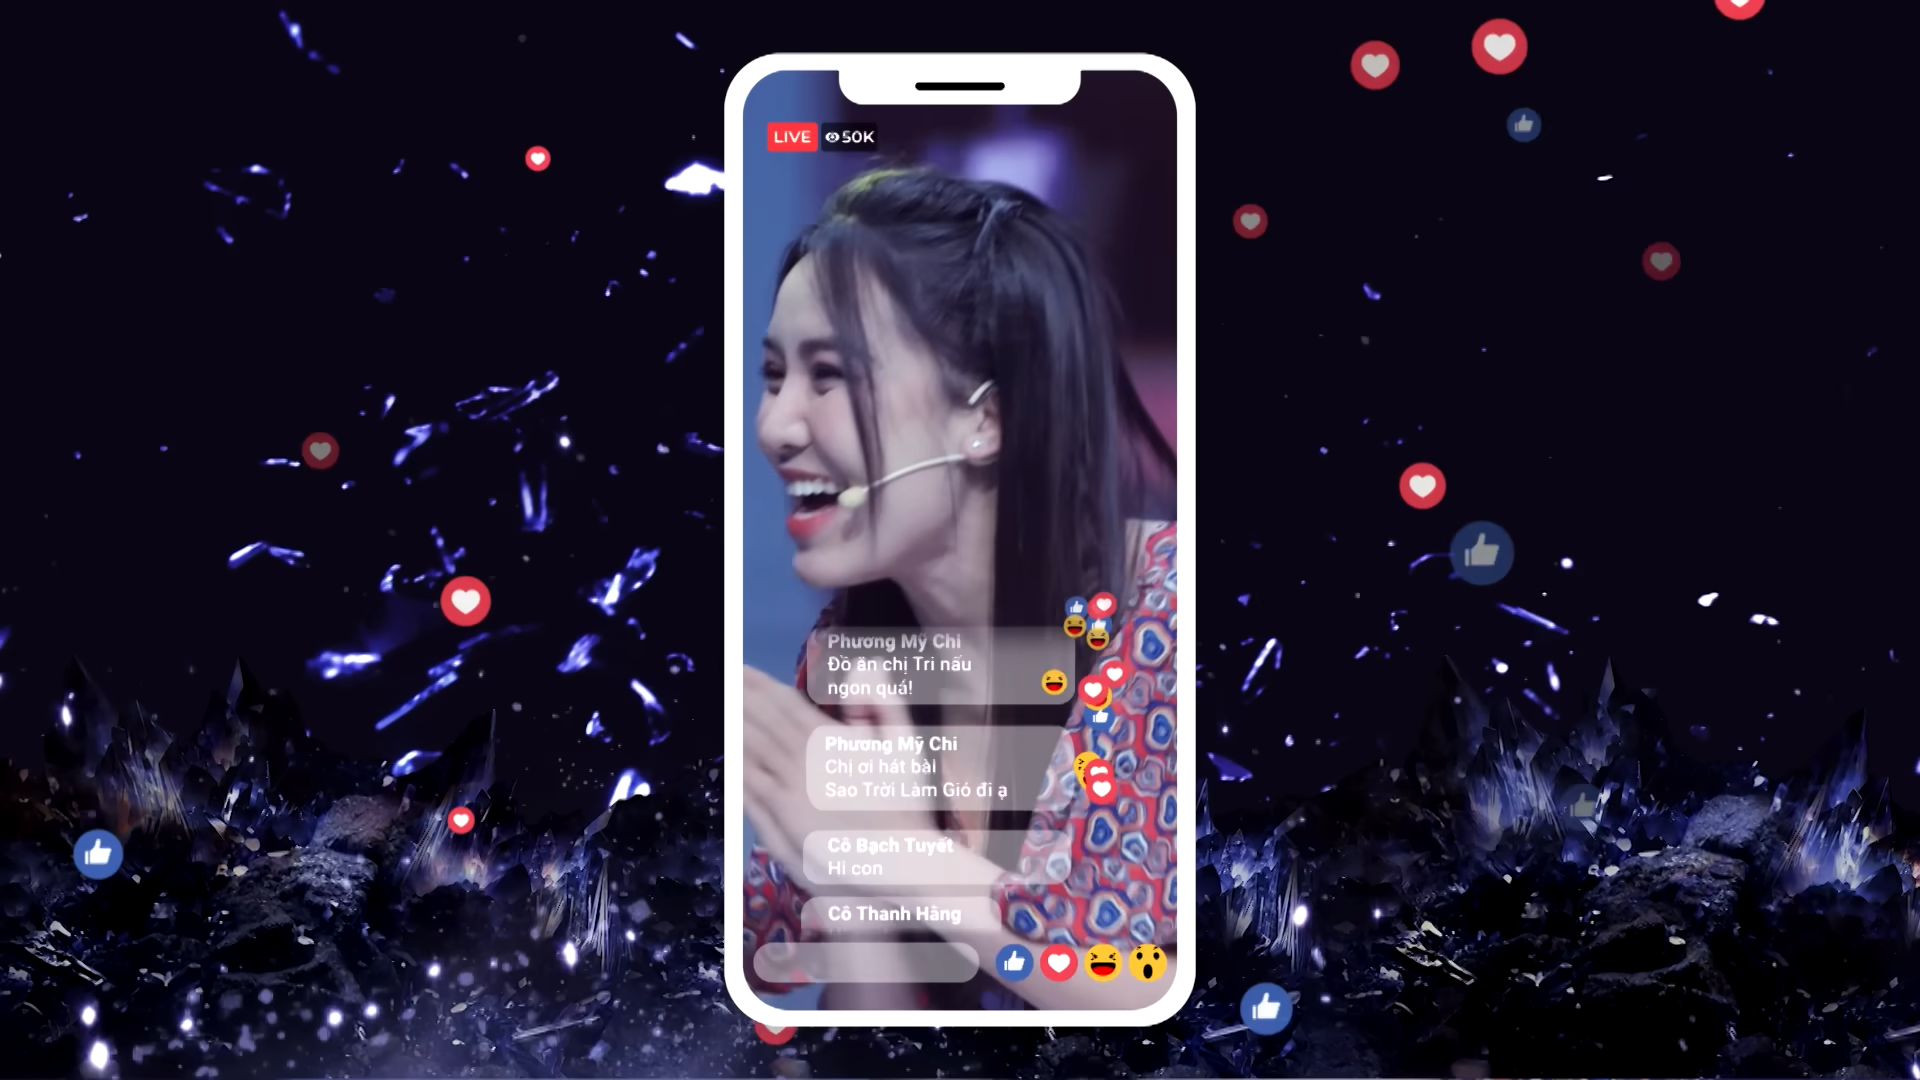 LIVE 50K
Phương Mỹ Chi
Đồ ăn chị Tri nấu
ngon quá!
Phương Mỹ Chi
Chị ơi hát bài
Sao Trời Làm Gió đi ạ
Cô Bạch Tuyết
Hi con
Cô Thanh Hằng